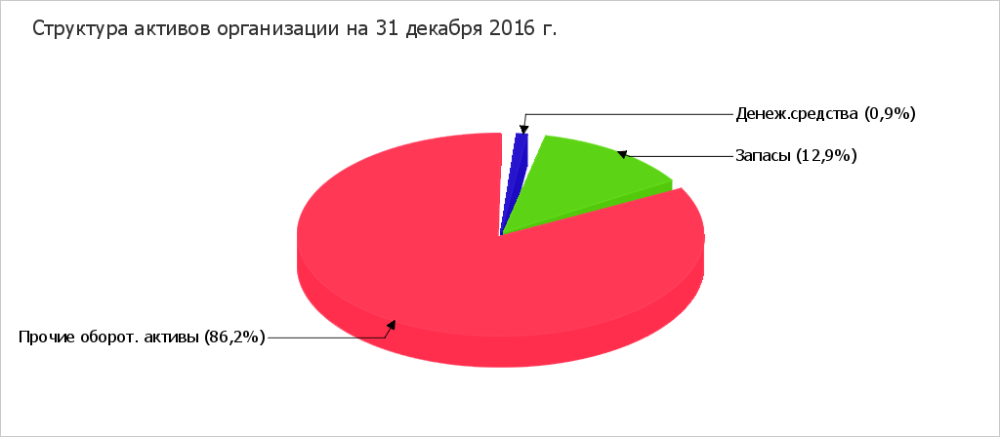 Структура активов организации на 31 декабря 2016 г.
Денеж.средства (0,9%)
Запасы (12,9%)
Прочие оборот. активы (86,2%)